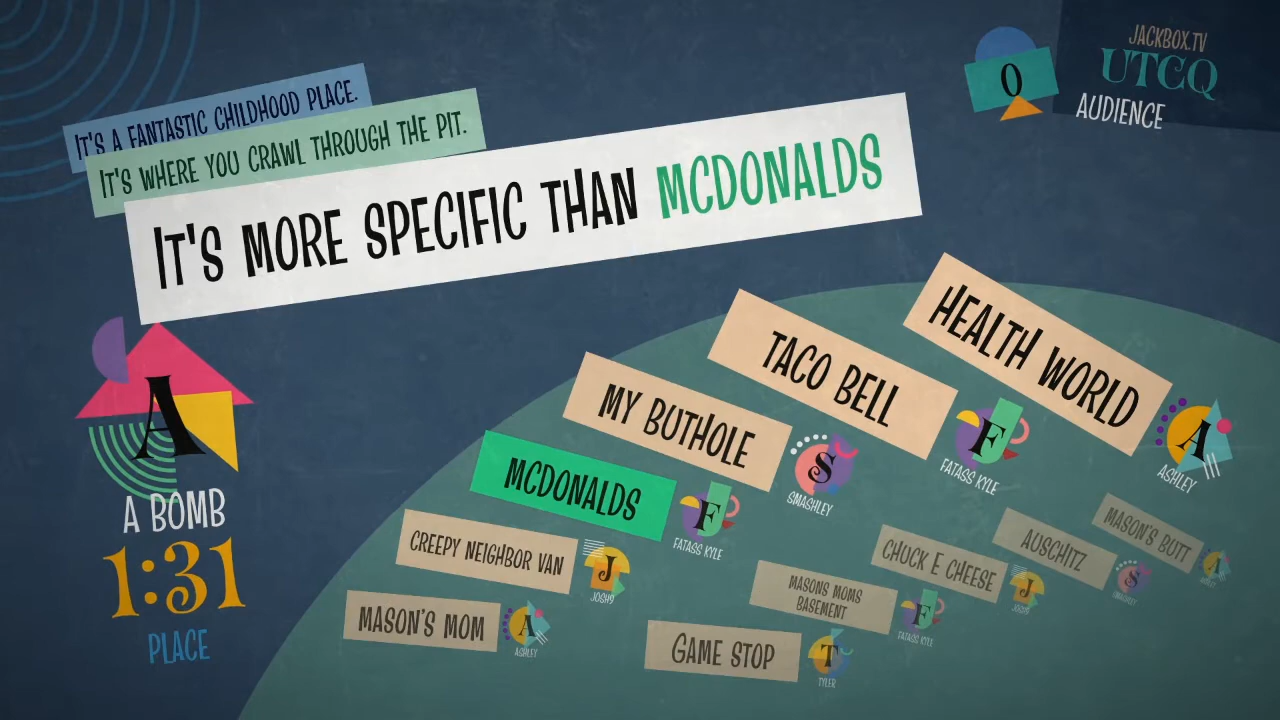 JACKBOX.TV
UTCQ
0
AUDIENCE
IT'S A FANTASTIC CHILDHOOD PLACE.
IT'S WHERE YOU CRAWL THROUGH THE PIT.
IT'S MORE SPECIFIC THAN MCDONALDS
A
A BOMB
1:31
PLACE
HEALTH WORLD
A
ASHLEY
TACO BELL
F
FATASS KYLE
MY BUTHOLE
S
SMASHLEY
MCDONALDS
F
FATASS KYLE
CREEPY NEIGHBOR VAN
J
JOSH9
MASON'S MOM
A
ASHLEY
MASON'S BUTT
A
AUSCHITZ
S
SMASHLEY
CHUCK E CHEESE
J
JOSH9
MASONS MOMS
BASEMENT
F
FATASS KYLE
GAME STOP
T
TYLER